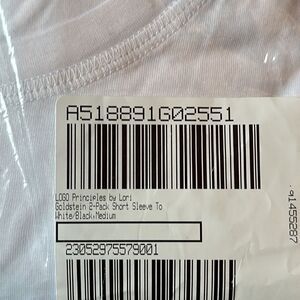 A518891G02551
LOGO Principles by Lori
Goldstein 2-Pack Short Sleeve To
White/Black,Medium
23052975579001
.91455287